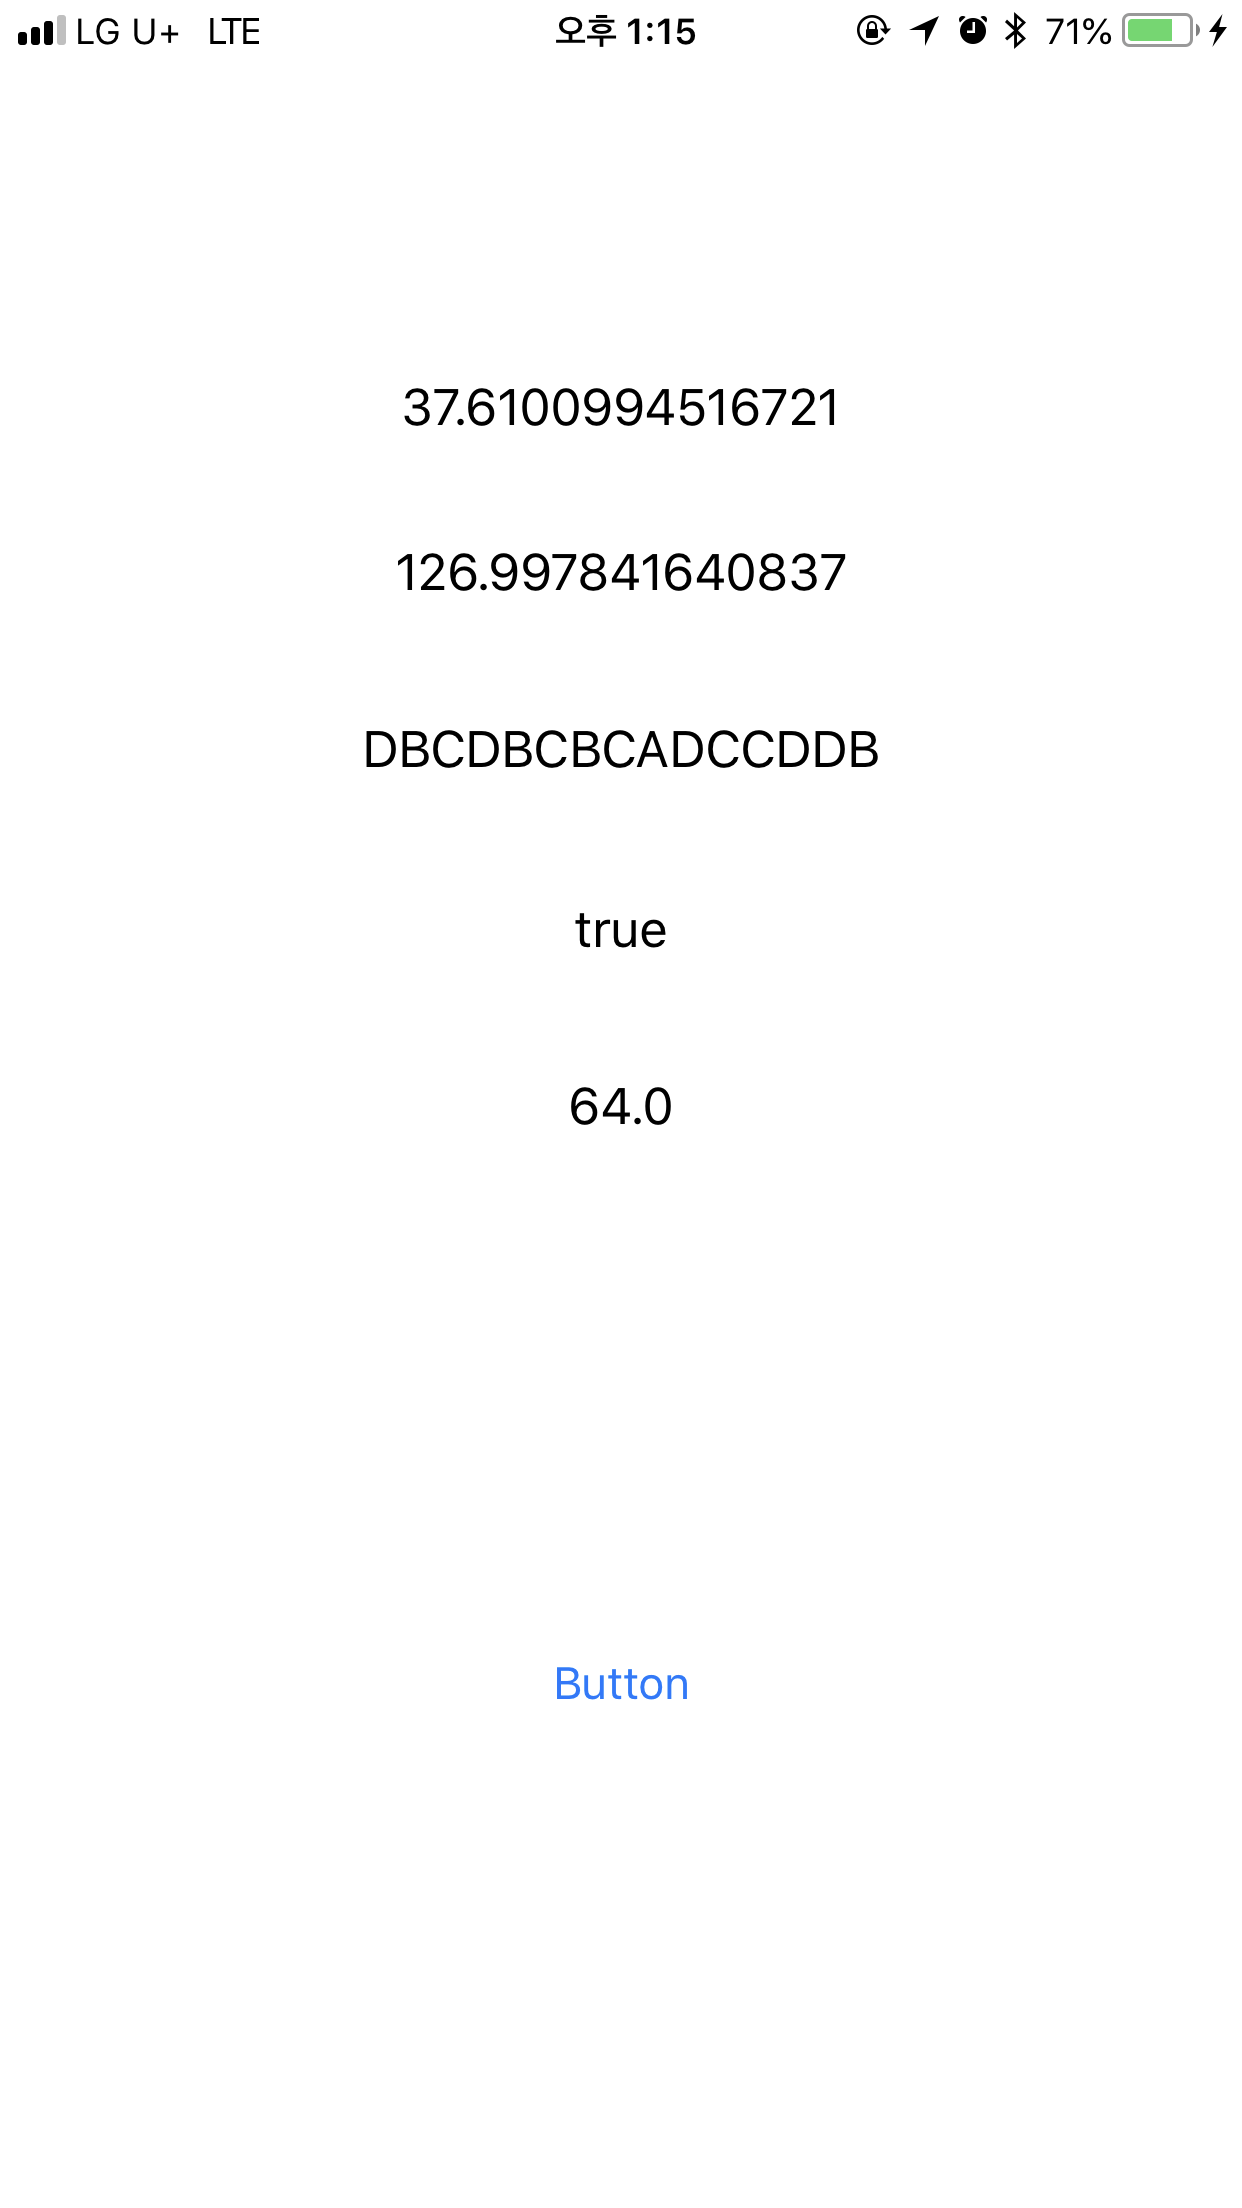 LG U+ LTE 오후 1:15 71%
37.6100994516721
126.997841640837
DBCDBCBCADCCDDB
true
64.0
Button